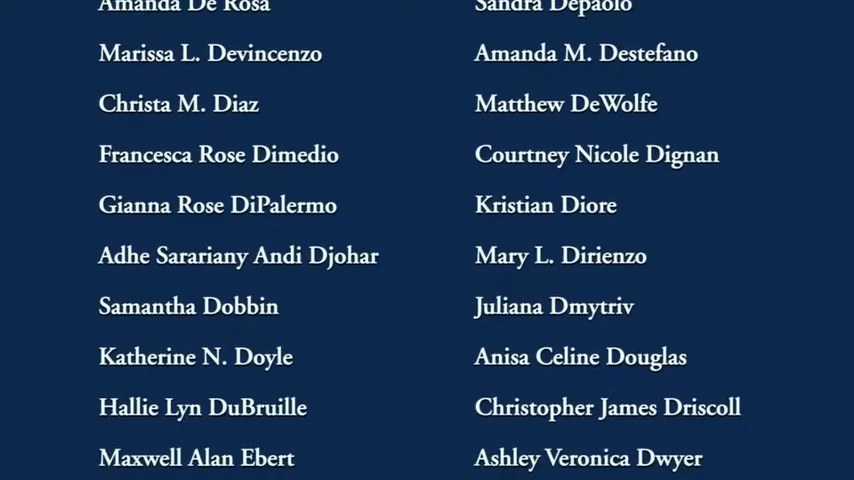 Amanda De Rosa
Sandra Depaolo
Marissa L. Devincenzo
Amanda M. Destefano
Christa M. Diaz
Matthew DeWolfe
Francesca Rose Dimedio
Courtney Nicole Dignan
Gianna Rose DiPalermo
Kristian Diore
Adhe Sarariany Andi Djohar
Mary L. Dirienzo
Samantha Dobbin
Juliana Dmytriv
Katherine N. Doyle
Anisa Celine Douglas
Hallie Lyn DuBruille
Christopher James Driscoll
Maxwell Alan Ebert
Ashley Veronica Dwyer